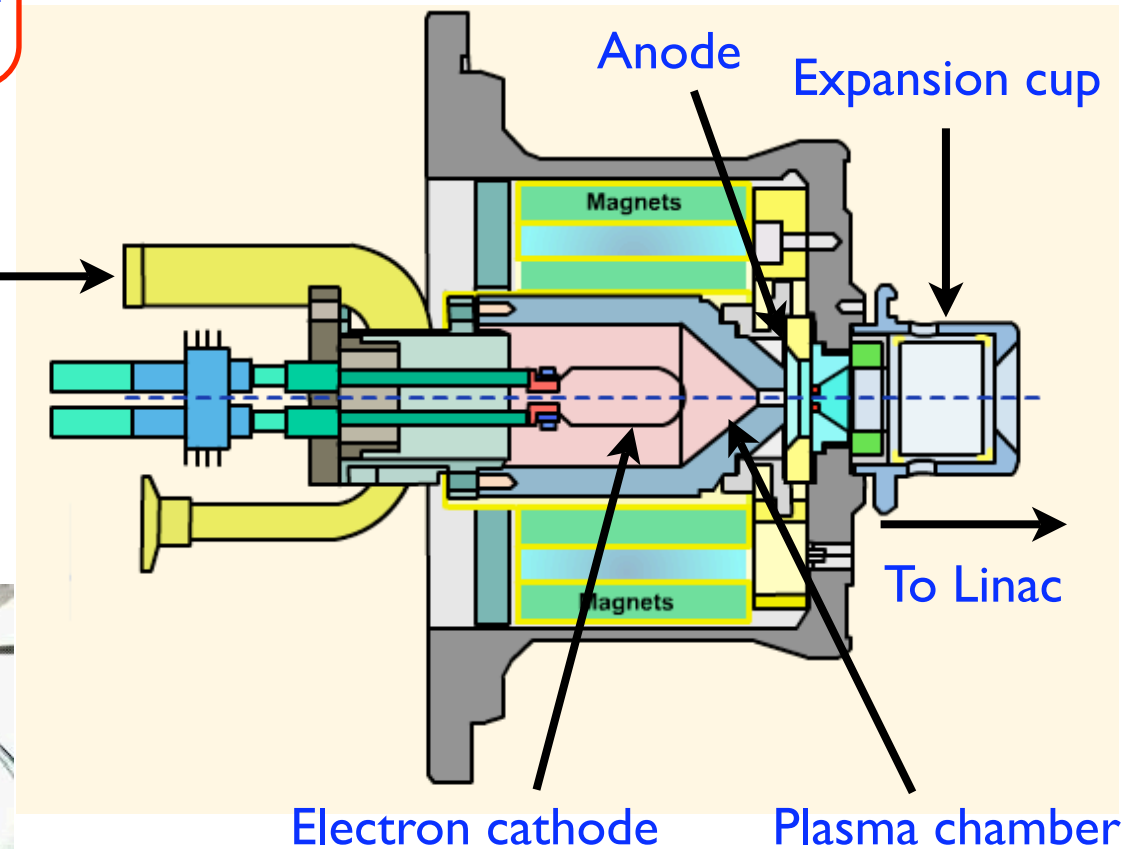 Anode
Expansion cup
Magnets
To Linac
Magnets
Electron cathode
Plasma chamber